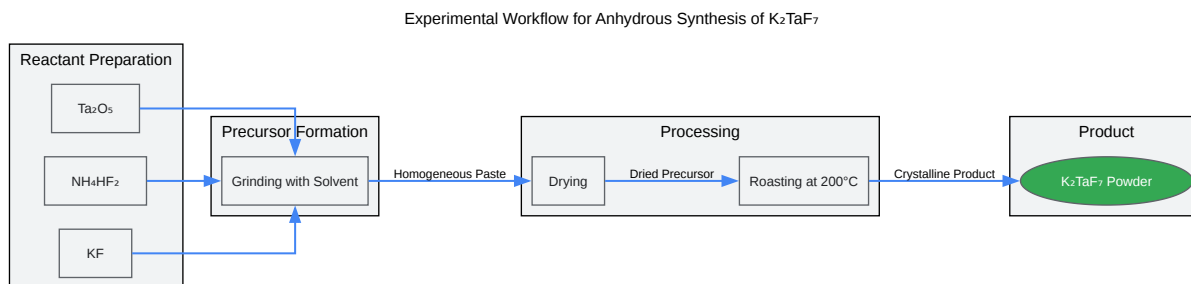 Experimental Workflow for Anhydrous Synthesis of K₂TaF₇
Reactant Preparation
Ta₂O₅
NH₄HF₂
KF
Precursor Formation
Grinding with Solvent
Homogeneous Paste
Processing
Drying
Dried Precursor
Roasting at 200°C
Crystalline Product
Product
K₂TaF₇ Powder